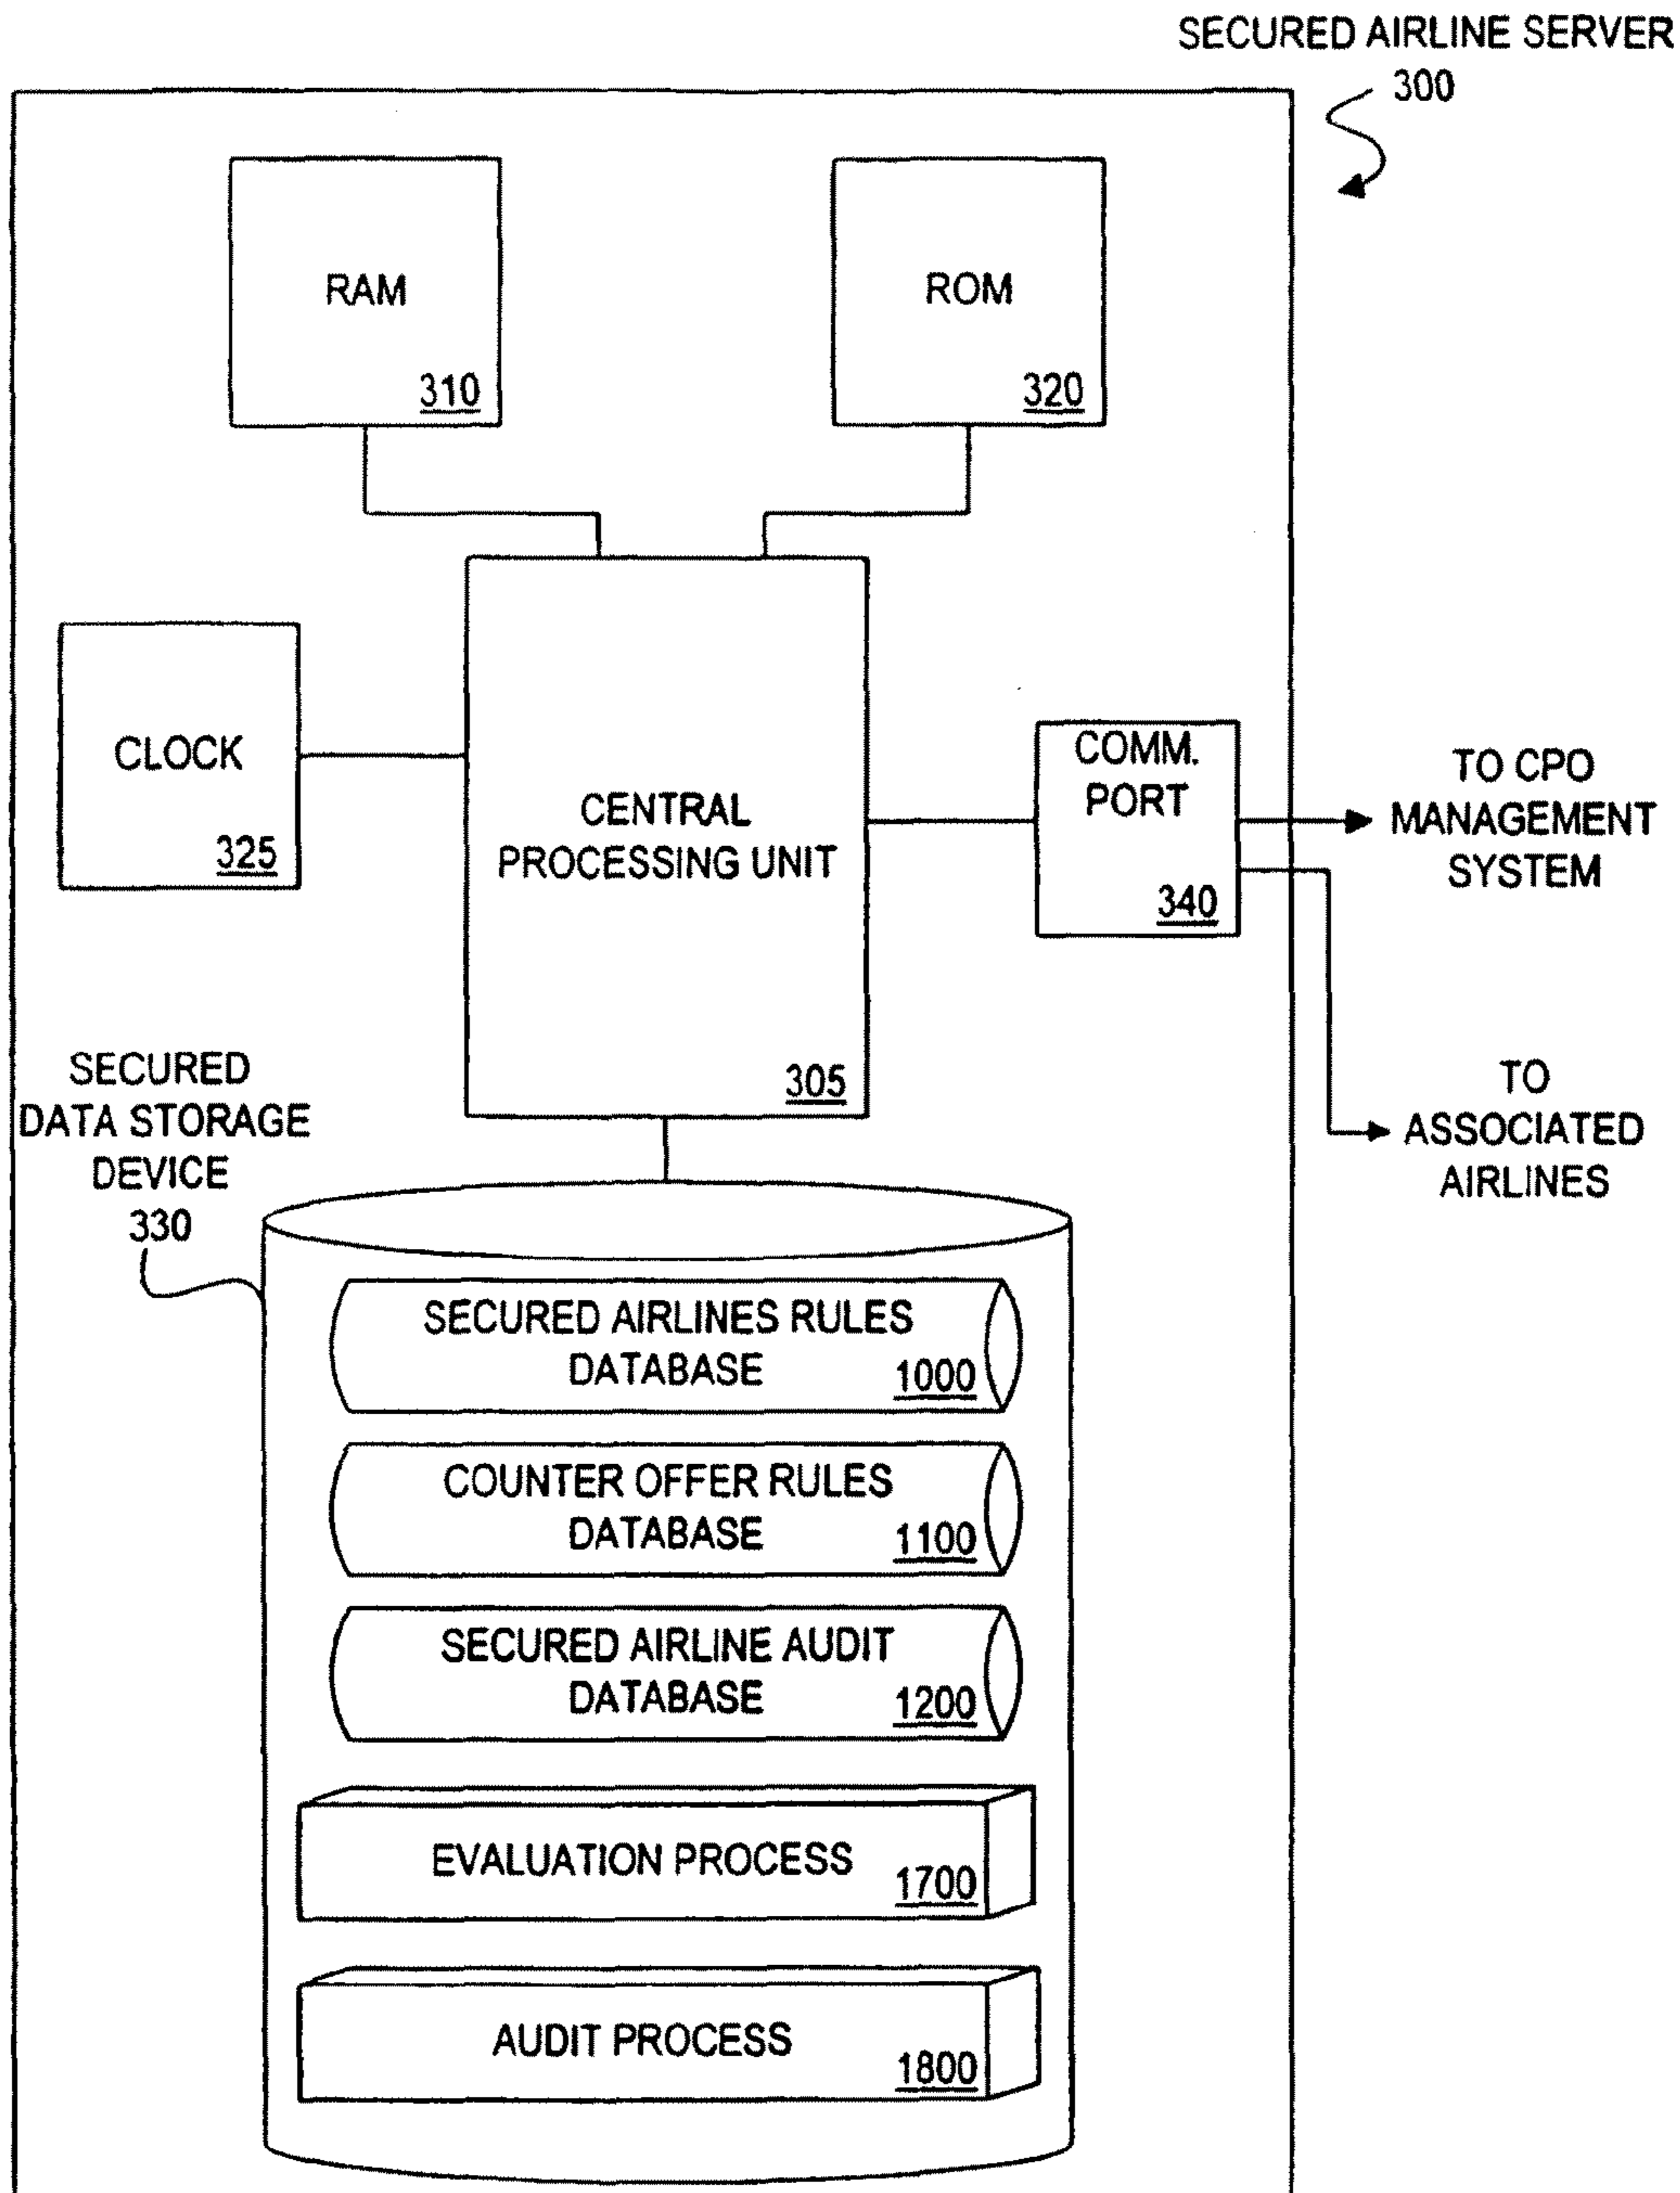 SECURED AIRLINE SERVER
300
RAM
310
ROM
320
CLOCK
325
CENTRAL
PROCESSING UNIT
305
COMM.
PORT
340
TO CPO
MANAGEMENT
SYSTEM
TO
ASSOCIATED
AIRLINES
SECURED
DATA STORAGE
DEVICE
330
SECURED AIRLINES RULES
DATABASE 1000
COUNTER OFFER RULES
DATABASE 1100
SECURED AIRLINE AUDIT
DATABASE 1200
EVALUATION PROCESS 1700
AUDIT PROCESS 1800